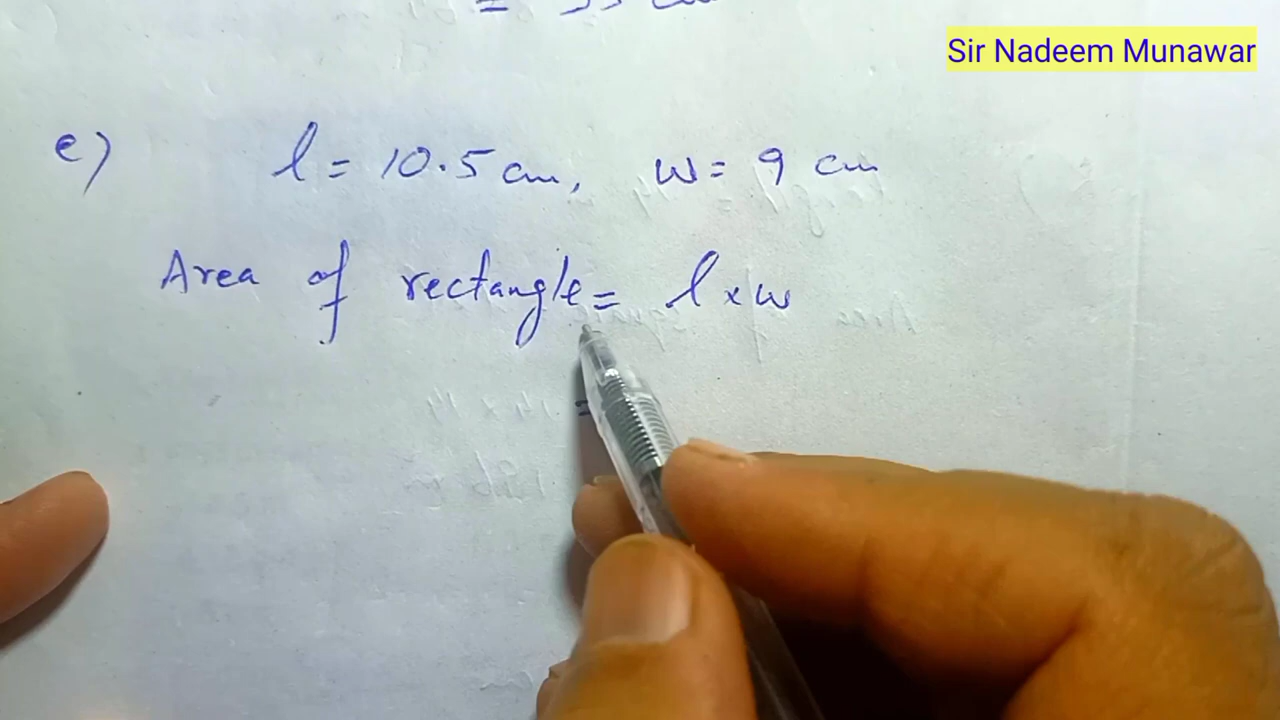 Sir Nadeem Munawar
e) l = 10.5 cm, w = 9 cm
Area of rectangle = l × w
=